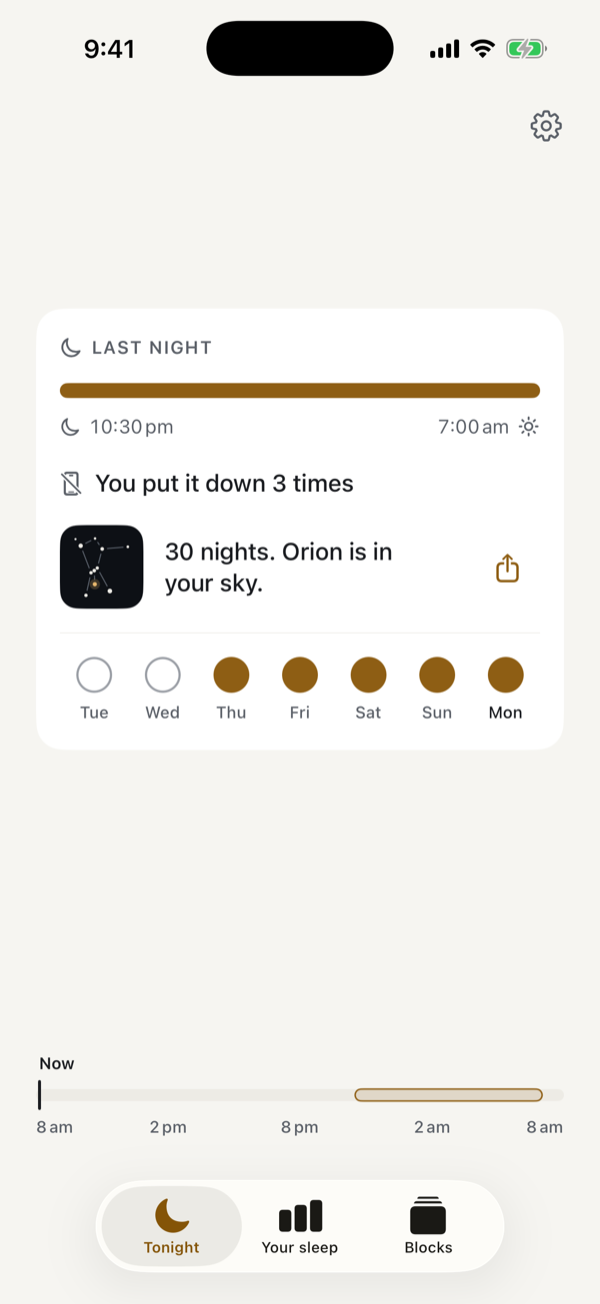 9:41
LAST NIGHT
10:30 pm
7:00 am
You put it down 3 times
30 nights. Orion is in
your sky.
Tue Wed Thu Fri Sat Sun Mon
Now
8 am 2 pm 8 pm 2 am 8 am
Tonight Your sleep Blocks